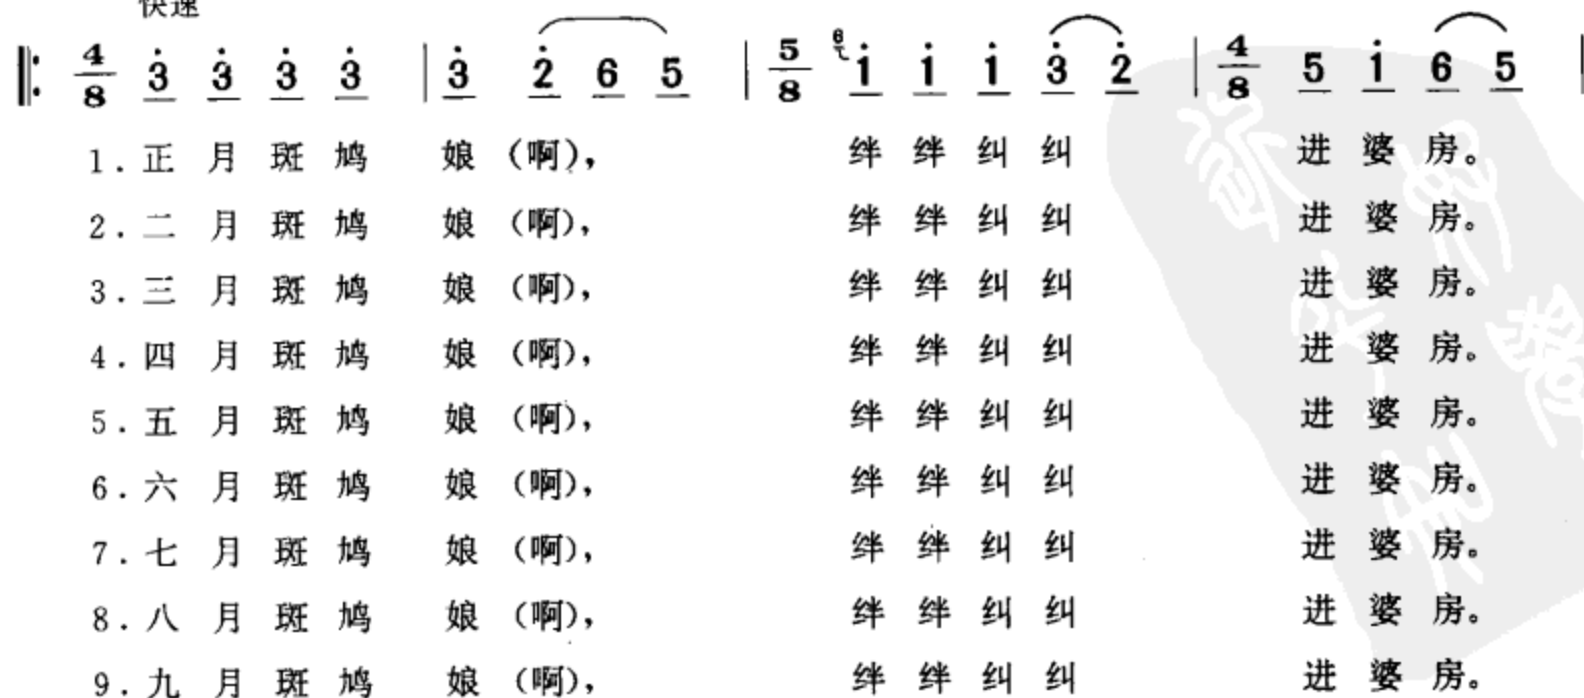 快速
4/8 3 3 3 3 | 3 2 6 5 | 5/8 6 1 1 1 3 2 | 4/8 5 1 6 5 |
1.正月斑鸠娘(啊), 绊绊纠纠进婆房。
2.二月斑鸠娘(啊), 绊绊纠纠进婆房。
3.三月斑鸠娘(啊), 绊绊纠纠进婆房。
4.四月斑鸠娘(啊), 绊绊纠纠进婆房。
5.五月斑鸠娘(啊), 绊绊纠纠进婆房。
6.六月斑鸠娘(啊), 绊绊纠纠进婆房。
7.七月斑鸠娘(啊), 绊绊纠纠进婆房。
8.八月斑鸠娘(啊), 绊绊纠纠进婆房。
9.九月斑鸠娘(啊), 绊绊纠纠进婆房。